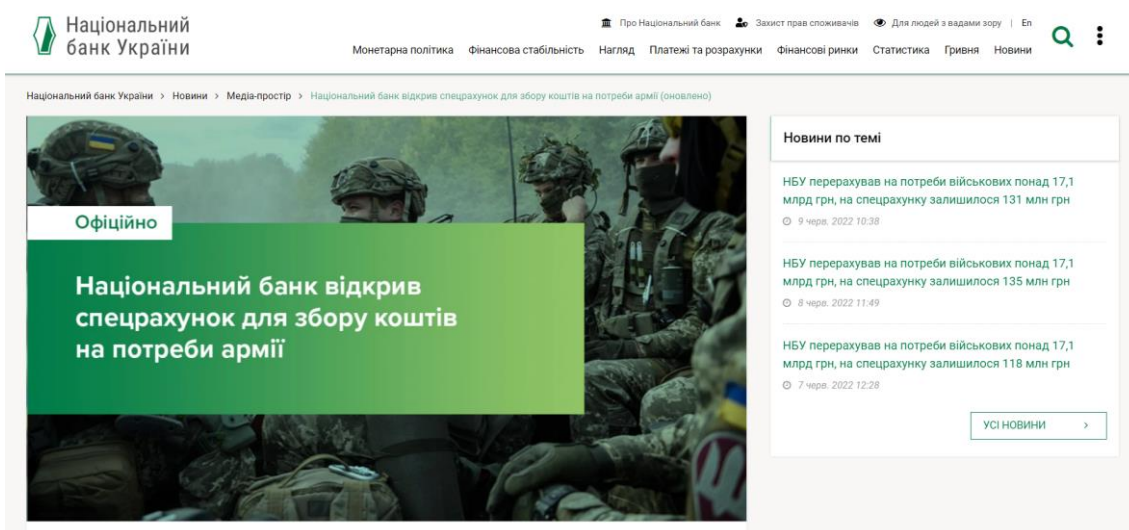 Національний
банк України
Про Національний банк Захист прав споживачів Для людей з вадами зору | En
Монетарна політика Фінансова стабільність Нагляд Платежі та розрахунки Фінансові ринки Статистика Гривня Новини
Національний банк України > Новини > Медіа-простір > Національний банк відкрив спецрахунок для збору коштів на потреби армії (оновлено)
Офіційно
Національний банк відкрив
спецрахунок для збору коштів
на потреби армії
Новини по темі
НБУ перерахував на потреби військових понад 17,1
млрд грн, на спецрахунку залишилося 131 млн грн
9 черв. 2022 10:38
НБУ перерахував на потреби військових понад 17,1
млрд грн, на спецрахунку залишилося 135 млн грн
8 черв. 2022 11:49
НБУ перерахував на потреби військових понад 17,1
млрд грн, на спецрахунку залишилося 118 млн грн
7 черв. 2022 12:28
УСІ НОВИНИ >